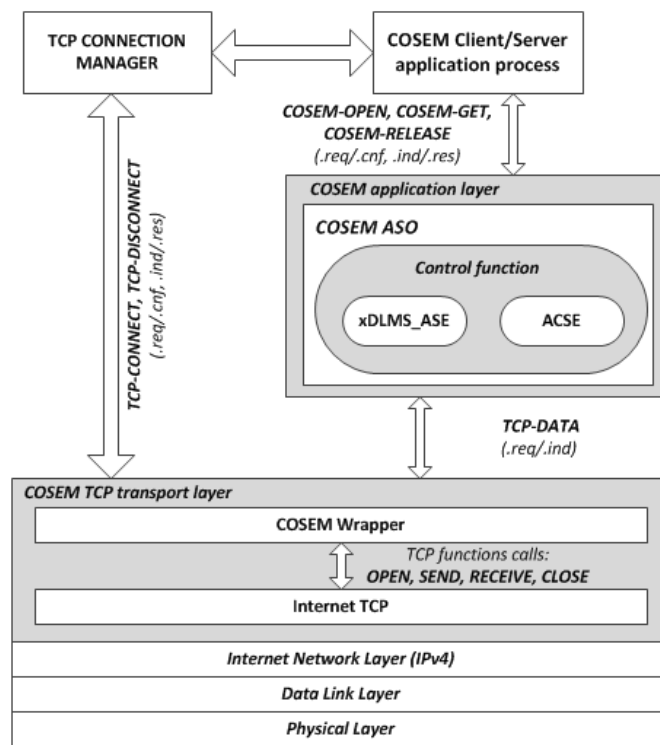 TCP CONNECTION
MANAGER
COSEM Client/Server
application process
COSEM-OPEN, COSEM-GET,
COSEM-RELEASE
(.req/.cnf, .ind/.res)
TCP-CONNECT, TCP-DISCONNECT
(.req/.cnf, .ind/.res)
COSEM application layer
COSEM ASO
Control function
xDLMS_ASE
ACSE
TCP-DATA
(.req/.ind)
COSEM TCP transport layer
COSEM Wrapper
TCP functions calls:
OPEN, SEND, RECEIVE, CLOSE
Internet TCP
Internet Network Layer (IPv4)
Data Link Layer
Physical Layer